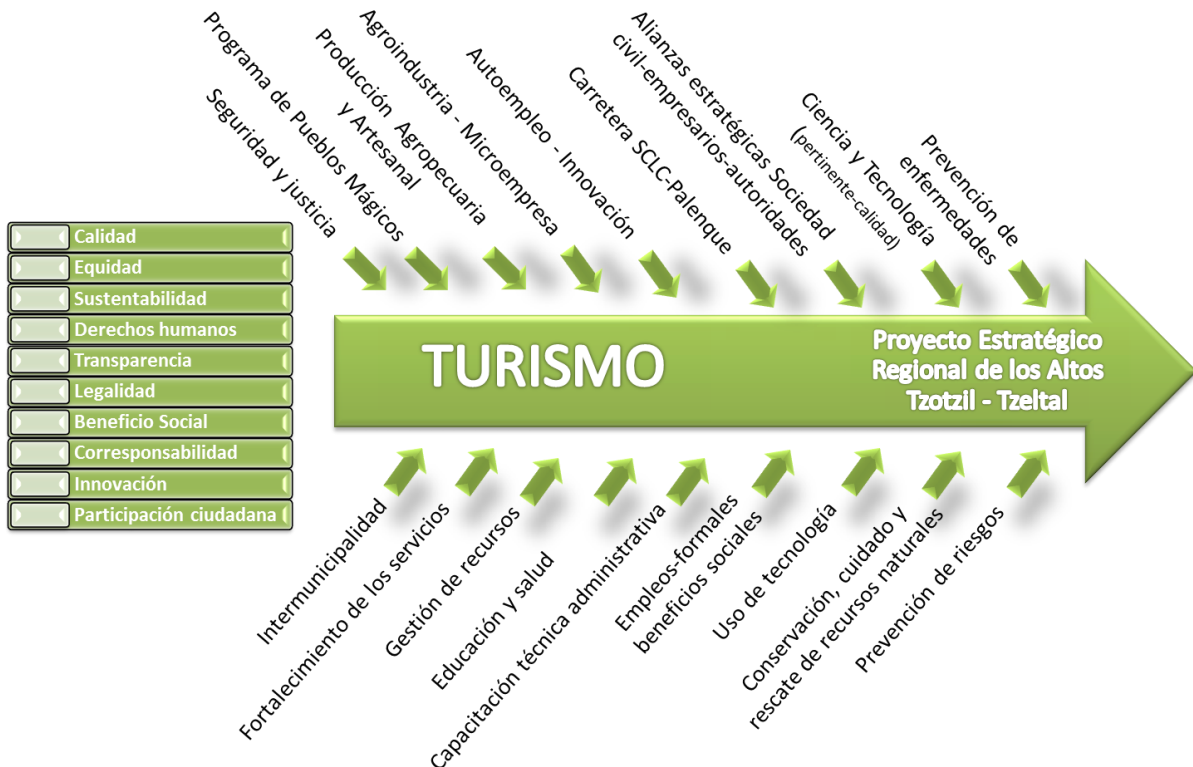 Seguridad y justicia
Programa de Pueblos Mágicos
Producción Agropecuaria
y Artesanal
Agroindustria - Microempresa
Autoempleo - Innovación
Carretera SCLC-Palenque
Alianzas estratégicas Sociedad
civil-empresarios-autoridades
Ciencia y Tecnología
(pertinente-calidad)
Prevención de
enfermedades
Calidad
Equidad
Sustentabilidad
Derechos humanos
Transparencia
Legalidad
Beneficio Social
Corresponsabilidad
Innovación
Participación ciudadana
TURISMO
Proyecto Estratégico
Regional de los Altos
Tzotzil - Tzeltal
Intermunicipalidad
Fortalecimiento de los servicios
Gestión de recursos
Educación y salud
Capacitación técnica administrativa
Empleos-formales
beneficios sociales
Uso de tecnología
Conservación, cuidado y
rescate de recursos naturales
Prevención de riesgos